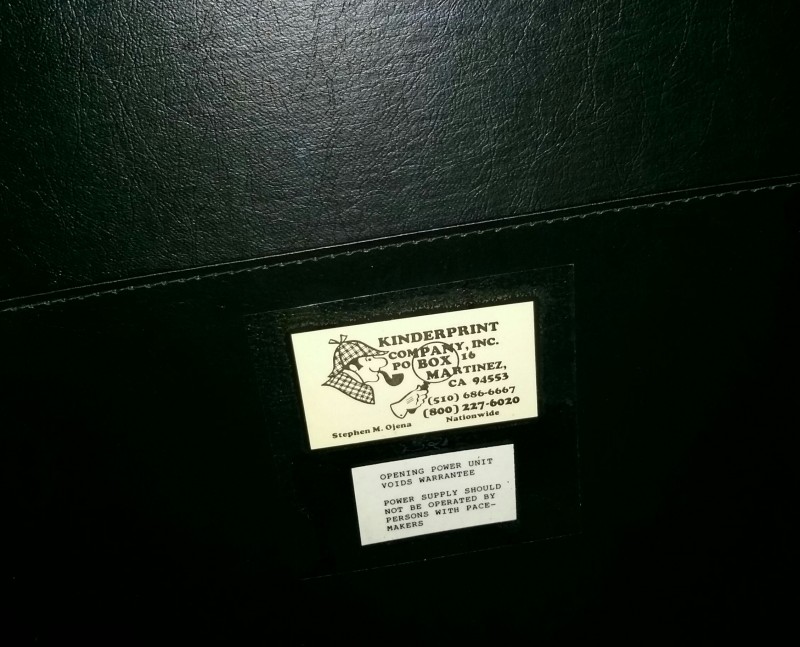 KINDERPRINT
COMPANY, INC.
PO BOX 16
MARTINEZ,
CA 94553
(510) 686-6667
(800) 227-6020
Nationwide
Stephen M. Ojena
OPENING POWER UNIT
VOIDS WARRANTEE
POWER SUPPLY SHOULD
NOT BE OPERATED BY
PERSONS WITH PACE-
MAKERS